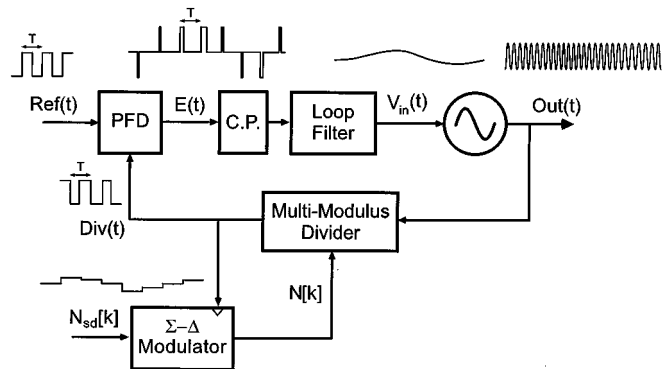 T
T
Ref(t)
PFD
E(t)
C.P.
Loop
Filter
V_in(t)
Out(t)
T
Div(t)
Multi-Modulus
Divider
N[k]
N_sd[k]
Σ−Δ
Modulator